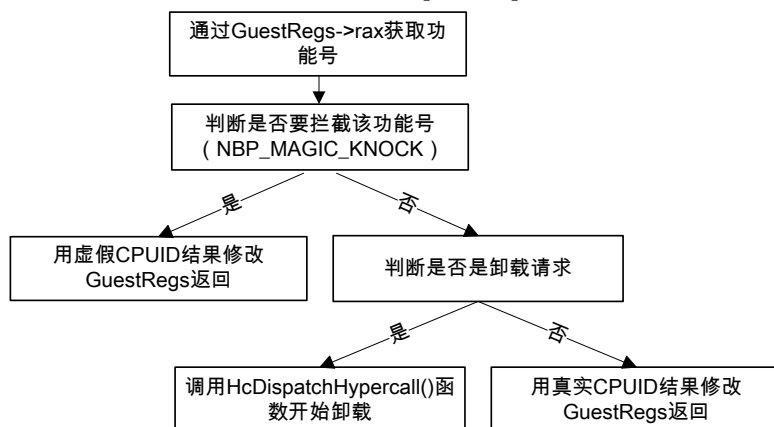 通过GuestRegs->rax获取功
能号
判断是否要拦截该功能号
（NBP_MAGIC_KNOCK）
是
否
用虚假CPUID结果修改
GuestRegs返回
判断是否是卸载请求
是
否
调用HcDispatchHypercall()函
数开始卸载
用真实CPUID结果修改
GuestRegs返回